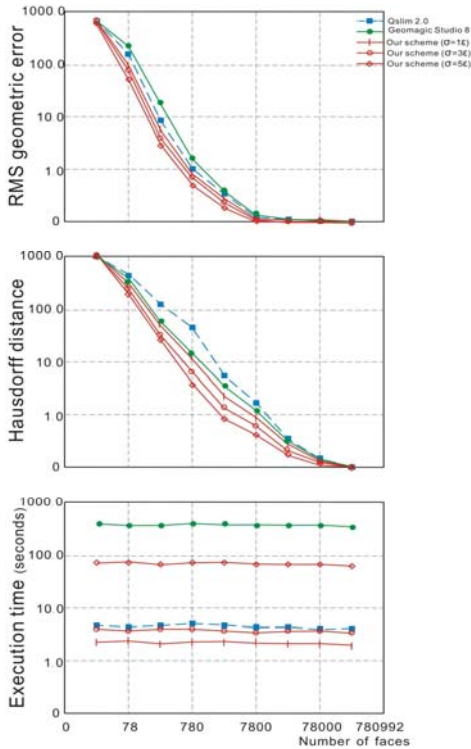 RMS geometric error
1000.0
100.0
10.0
1.0
0
Qslim 2.0
Geomagic Studio 8
Our scheme (σ=1ℓ)
Our scheme (σ=3ℓ)
Our scheme (σ=5ℓ)
Hausdorff distance
1000.0
100.0
10.0
1.0
0
Execution time (seconds)
1000.0
100.0
10.0
1.0
0
0 78 780 7800 78000 780992
Number of faces